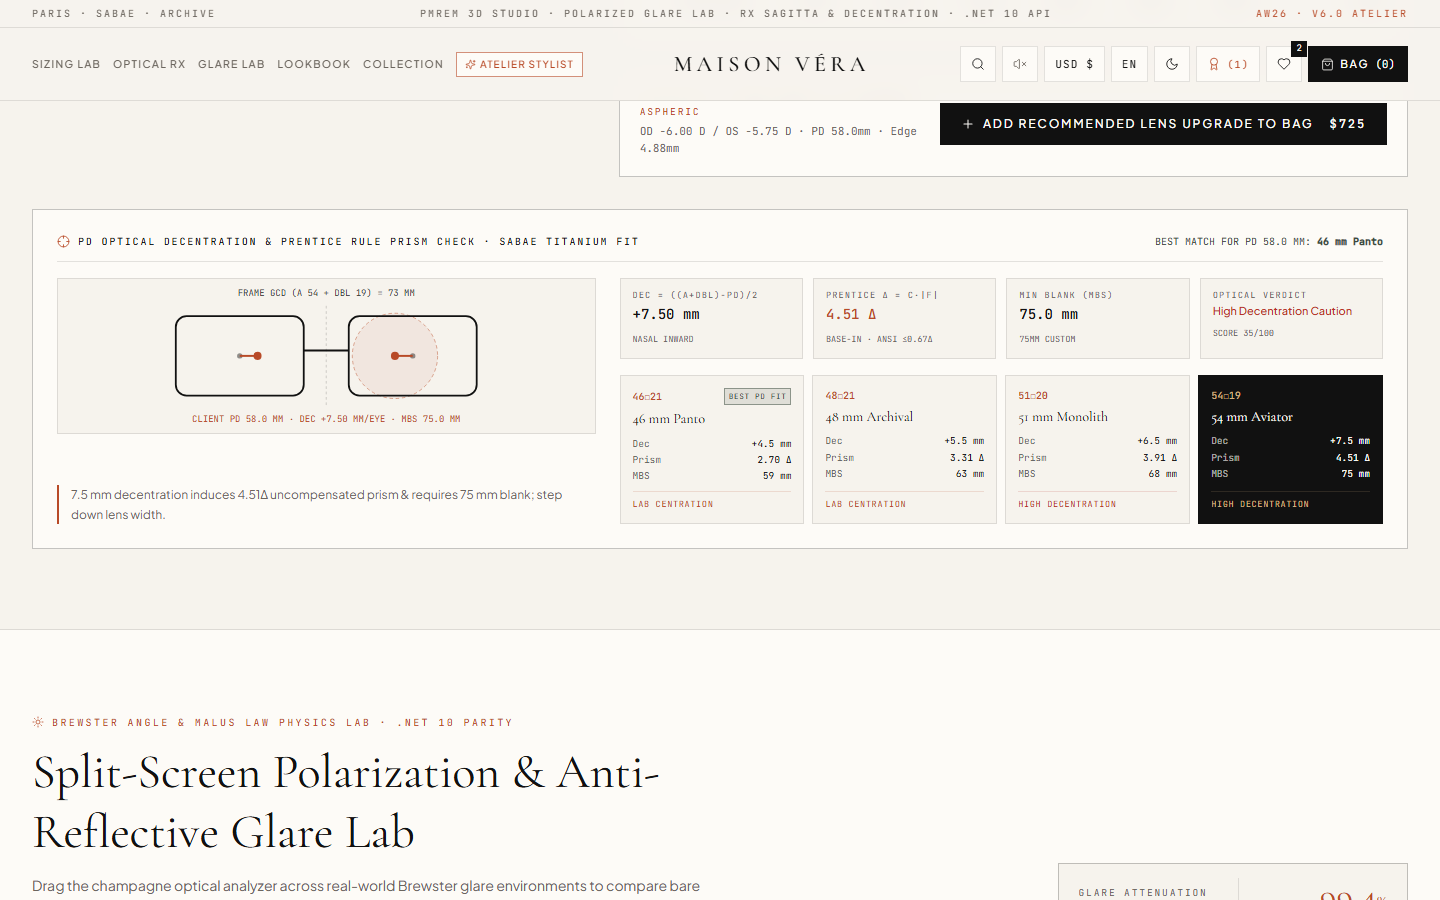 PARIS · SABAE · ARCHIVE
PMREM 3D STUDIO · POLARIZED GLARE LAB · RX SAGITTA & DECENTRATION · .NET 10 API
AW26 · V6.0 ATELIER
SIZING LAB OPTICAL RX GLARE LAB LOOKBOOK COLLECTION ATELIER STYLIST
MAISON VÉRA
USD $ EN (1) 2 BAG (0)
ASPHERIC
OD -6.00 D / OS -5.75 D · PD 58.0mm · Edge
4.88mm
+ ADD RECOMMENDED LENS UPGRADE TO BAG $725
PD OPTICAL DECENTRATION & PRENTICE RULE PRISM CHECK · SABAE TITANIUM FIT
BEST MATCH FOR PD 58.0 MM: 46 mm Panto
FRAME GCD (A 54 + DBL 19) = 73 MM
CLIENT PD 58.0 MM · DEC +7.50 MM/EYE · MBS 75.0 MM
7.5 mm decentration induces 4.51Δ uncompensated prism & requires 75 mm blank; step
down lens width.
DEC = ((A+DBL)-PD)/2
+7.50 mm
NASAL INWARD
PRENTICE Δ = C·|F|
4.51 Δ
BASE-IN · ANSI ≤0.67Δ
MIN BLANK (MBS)
75.0 mm
75MM CUSTOM
OPTICAL VERDICT
High Decentration Caution
SCORE 35/100
46□21 BEST PD FIT
46 mm Panto
Dec +4.5 mm
Prism 2.70 Δ
MBS 59 mm
LAB CENTRATION
48□21
48 mm Archival
Dec +5.5 mm
Prism 3.31 Δ
MBS 63 mm
LAB CENTRATION
51□20
51 mm Monolith
Dec +6.5 mm
Prism 3.91 Δ
MBS 68 mm
HIGH DECENTRATION
54□19
54 mm Aviator
Dec +7.5 mm
Prism 4.51 Δ
MBS 75 mm
HIGH DECENTRATION
BREWSTER ANGLE & MALUS LAW PHYSICS LAB · .NET 10 PARITY
Split-Screen Polarization & Anti-
Reflective Glare Lab
Drag the champagne optical analyzer across real-world Brewster glare environments to compare bare
GLARE ATTENUATION